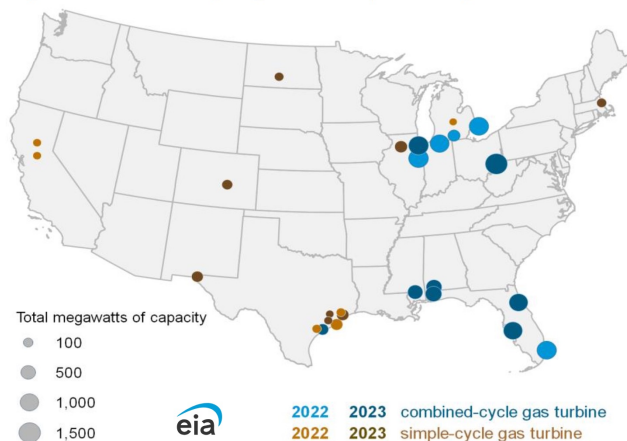 Total megawatts of capacity
100
500
1,000
1,500
eia
2022 2023 combined-cycle gas turbine
2022 2023 simple-cycle gas turbine